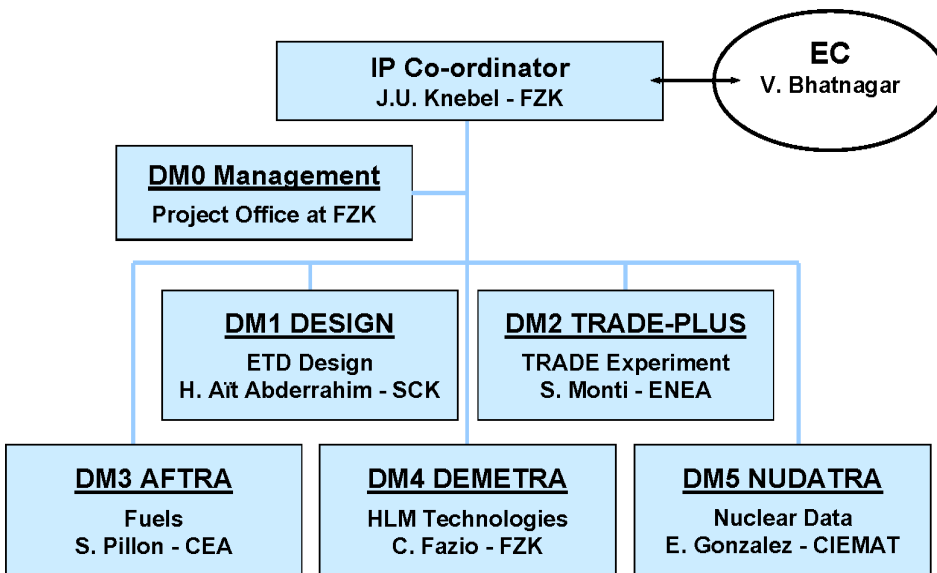 IP Co-ordinator
J.U. Knebel - FZK
EC
V. Bhatnagar
DM0 Management
Project Office at FZK
DM1 DESIGN
ETD Design
H. Aït Abderrahim - SCK
DM2 TRADE-PLUS
TRADE Experiment
S. Monti - ENEA
DM3 AFTRA
Fuels
S. Pillon - CEA
DM4 DEMETRA
HLM Technologies
C. Fazio - FZK
DM5 NUDATRA
Nuclear Data
E. Gonzalez - CIEMAT